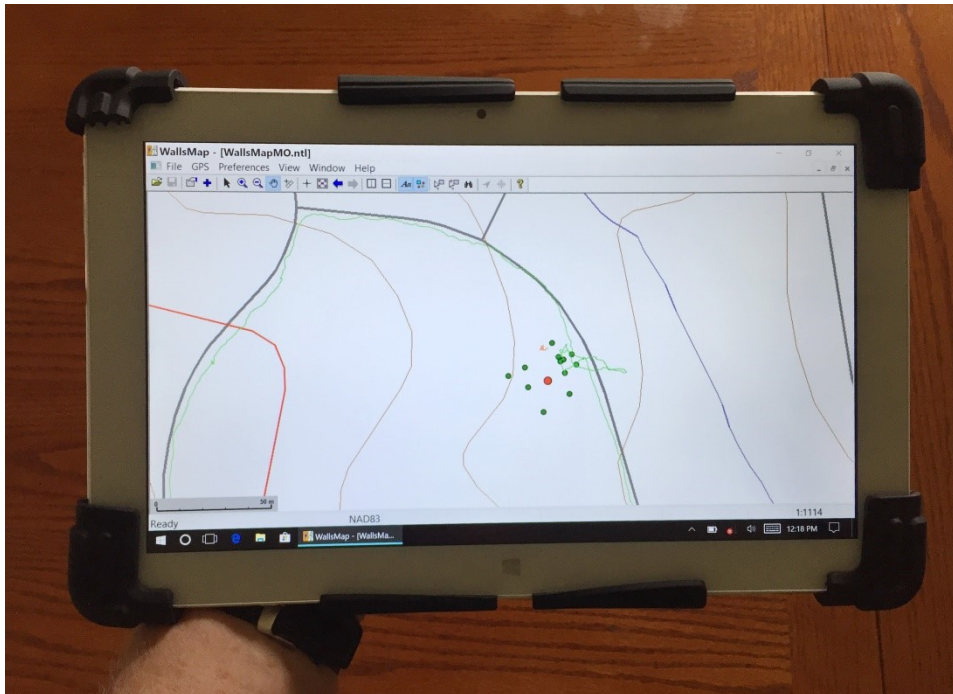 WallsMap - [WallsMapMO.ntl]
File GPS Preferences View Window Help
0 50 m
Ready NAD83 1:1114
WallsMap - [WallsMa... 12:18 PM